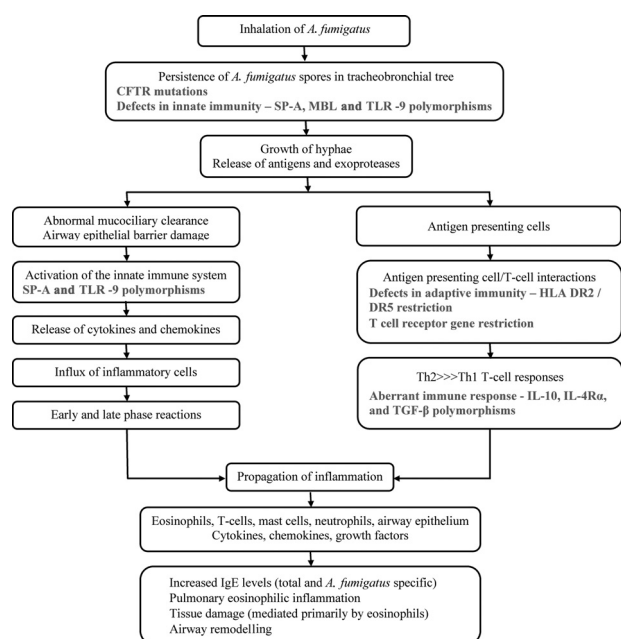 Inhalation of A. fumigatus
Persistence of A. fumigatus spores in tracheobronchial tree
CFTR mutations
Defects in innate immunity – SP-A, MBL and TLR -9 polymorphisms
Growth of hyphae
Release of antigens and exoproteases
Abnormal mucociliary clearance
Airway epithelial barrier damage
Activation of the innate immune system
SP-A and TLR -9 polymorphisms
Release of cytokines and chemokines
Influx of inflammatory cells
Early and late phase reactions
Antigen presenting cells
Antigen presenting cell/T-cell interactions
Defects in adaptive immunity – HLA DR2 /
DR5 restriction
T cell receptor gene restriction
Th2>>>Th1 T-cell responses
Aberrant immune response - IL-10, IL-4Rα,
and TGF-β polymorphisms
Propagation of inflammation
Eosinophils, T-cells, mast cells, neutrophils, airway epithelium
Cytokines, chemokines, growth factors
Increased IgE levels (total and A. fumigatus specific)
Pulmonary eosinophilic inflammation
Tissue damage (mediated primarily by eosinophils)
Airway remodelling